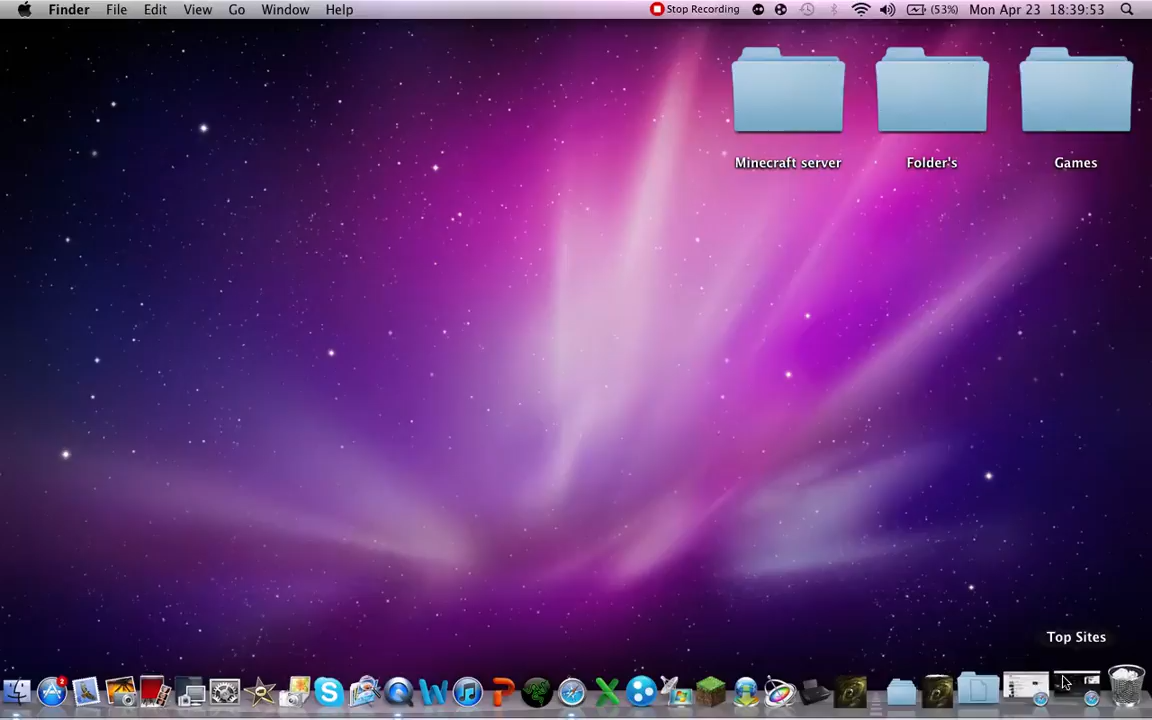 Finder File Edit View Go Window Help Stop Recording (53%) Mon Apr 23 18:39:53
Minecraft server Folder's Games
Top Sites
2